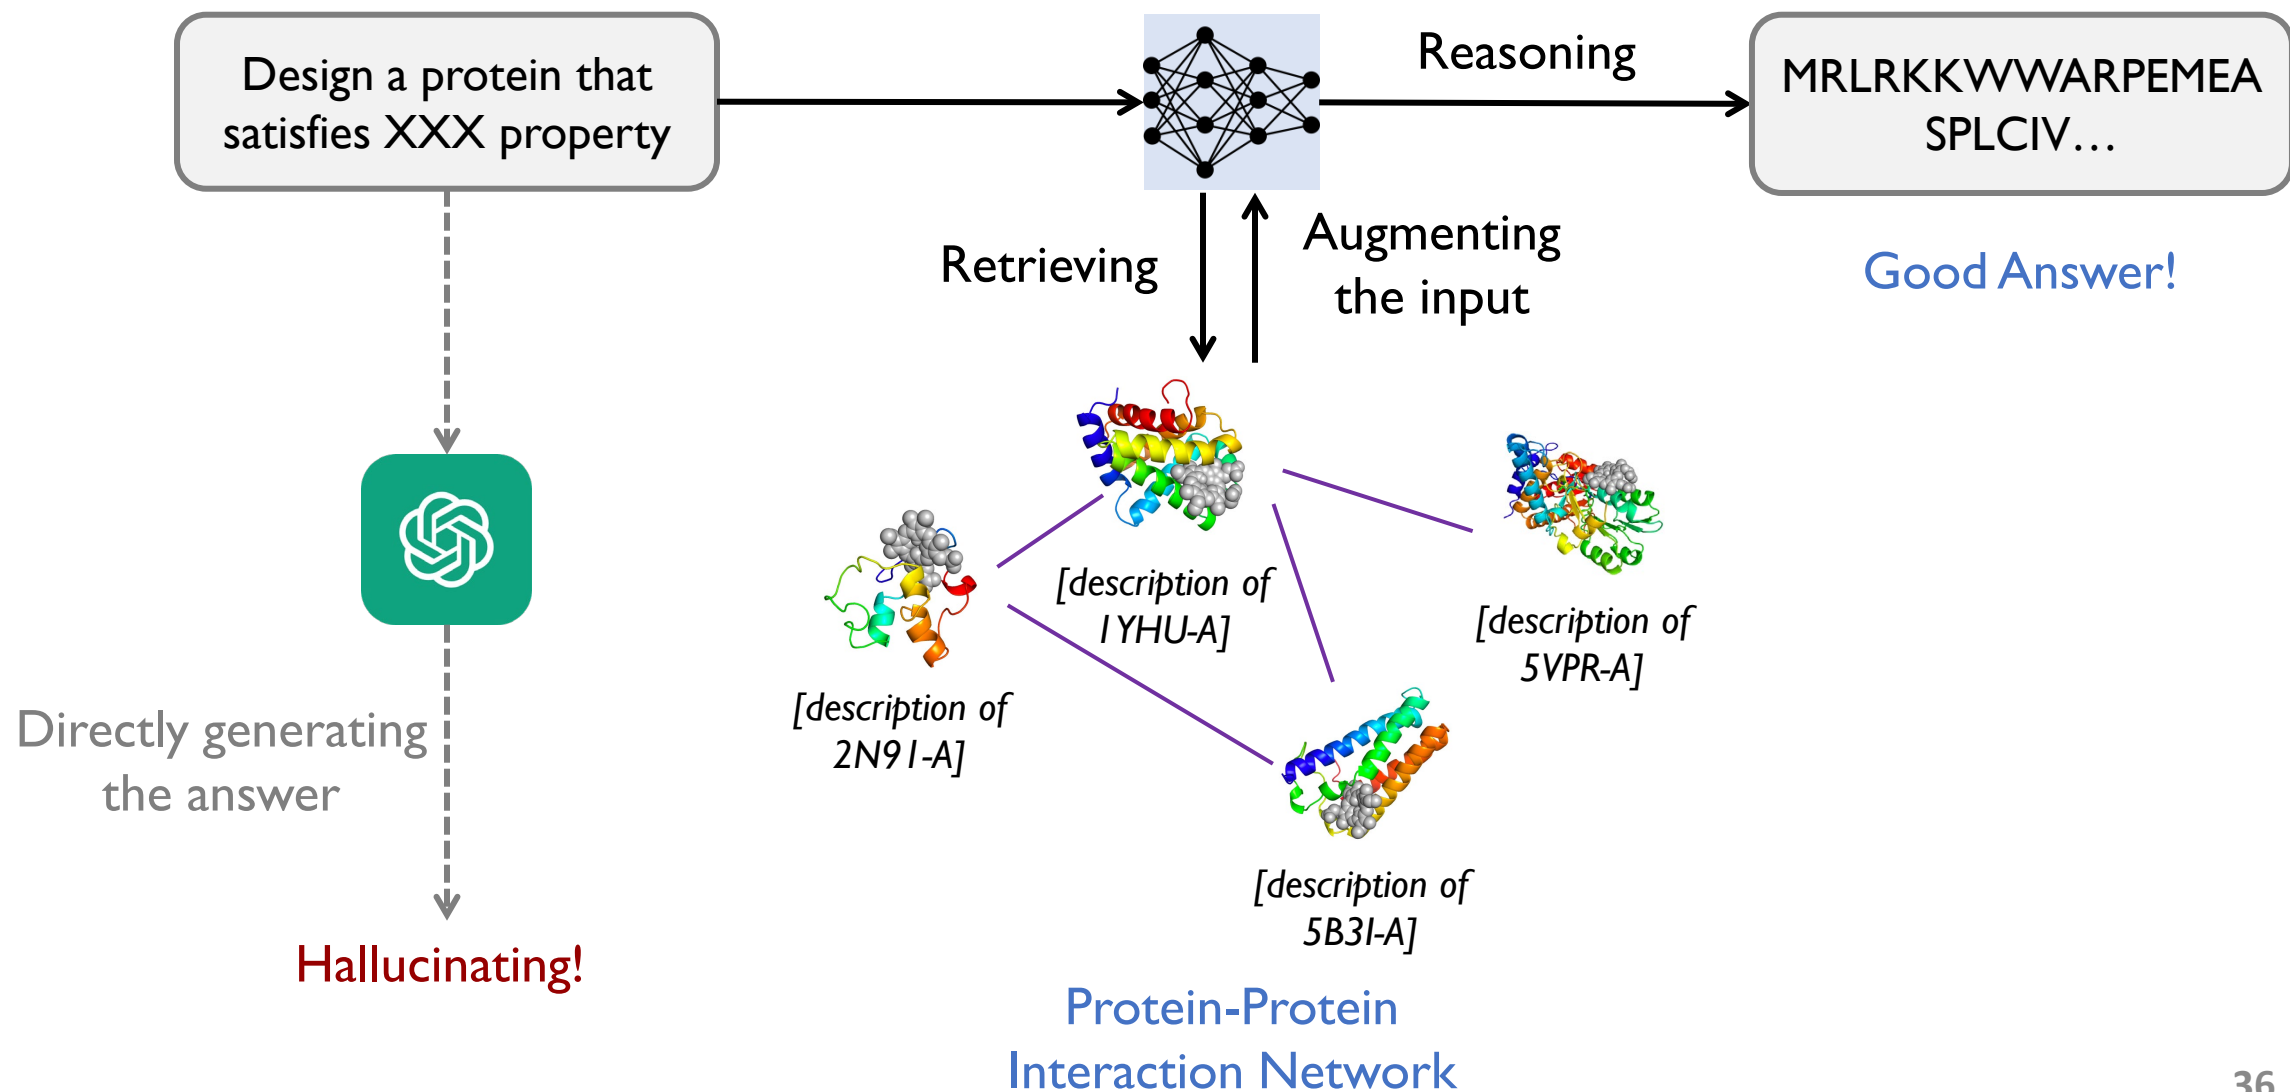 Design a protein that
satisfies XXX property
Reasoning
MRLRKKWWARPEMEA
SPLCIV…
Retrieving
Augmenting
the input
Good Answer!
[description of
1YHU-A]
[description of
5VPR-A]
[description of
2N91-A]
Directly generating
the answer
[description of
5B3I-A]
Hallucinating!
Protein-Protein
Interaction Network
36